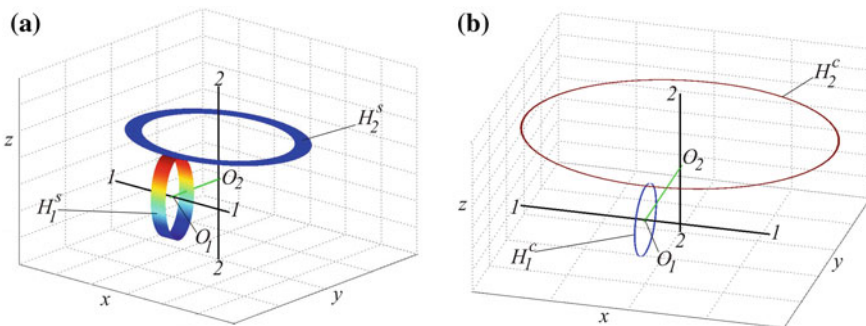 (a)
2
H₂ˢ
z
1
O₂
H₁ˢ
1
O₁
2
x
y
(b)
H₂ᶜ
2
O₂
z
1
2
1
H₁ᶜ
O₁
x
y